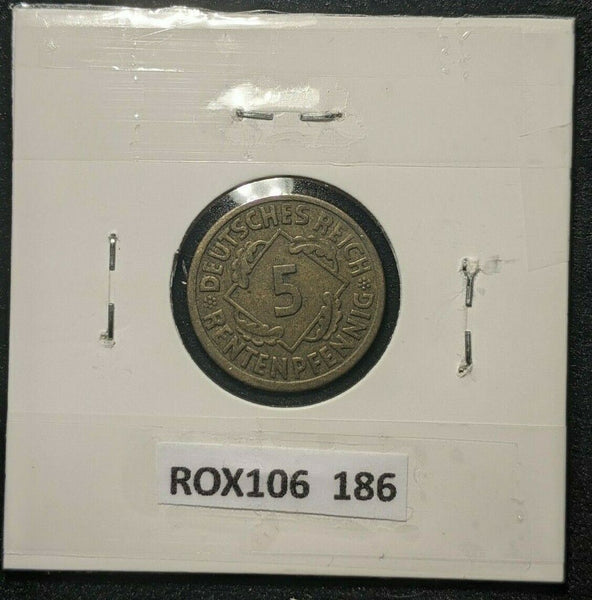 DEUTSCHES REICH
5
RENTENPFENNIG
ROX106 186